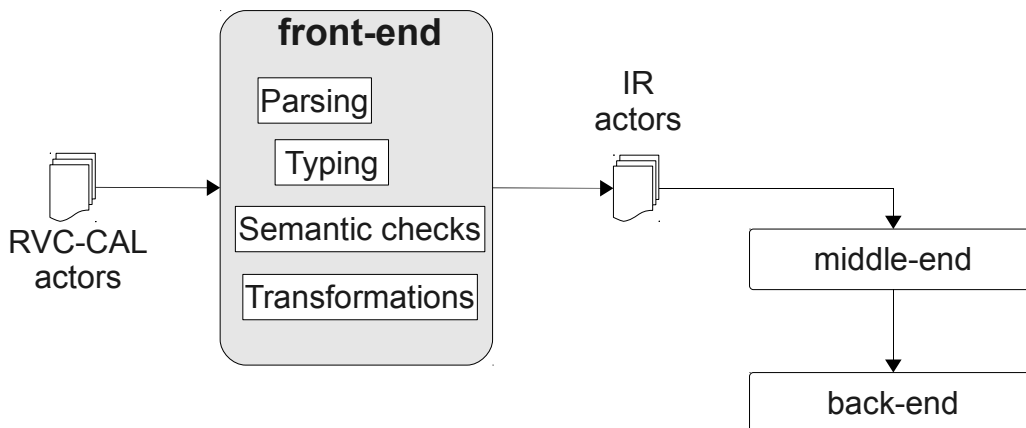 front-end
Parsing
Typing
Semantic checks
Transformations
RVC-CAL
actors
IR
actors
middle-end
back-end